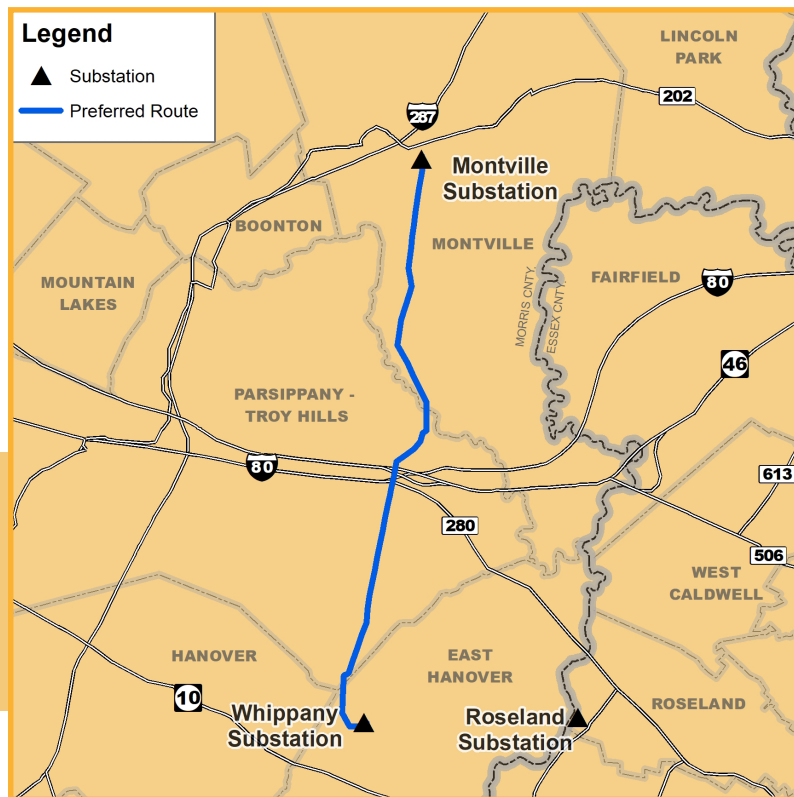 Legend
Substation
Preferred Route
LINCOLN
PARK
287
202
Montville
Substation
BOONTON
MONTVILLE
MOUNTAIN
LAKES
FAIRFIELD
80
MORRIS CNTY
ESSEX CNTY
46
PARSIPPANY -
TROY HILLS
80
613
280
506
WEST
CALDWELL
HANOVER
EAST
HANOVER
10
ROSELAND
Whippany
Substation
Roseland
Substation